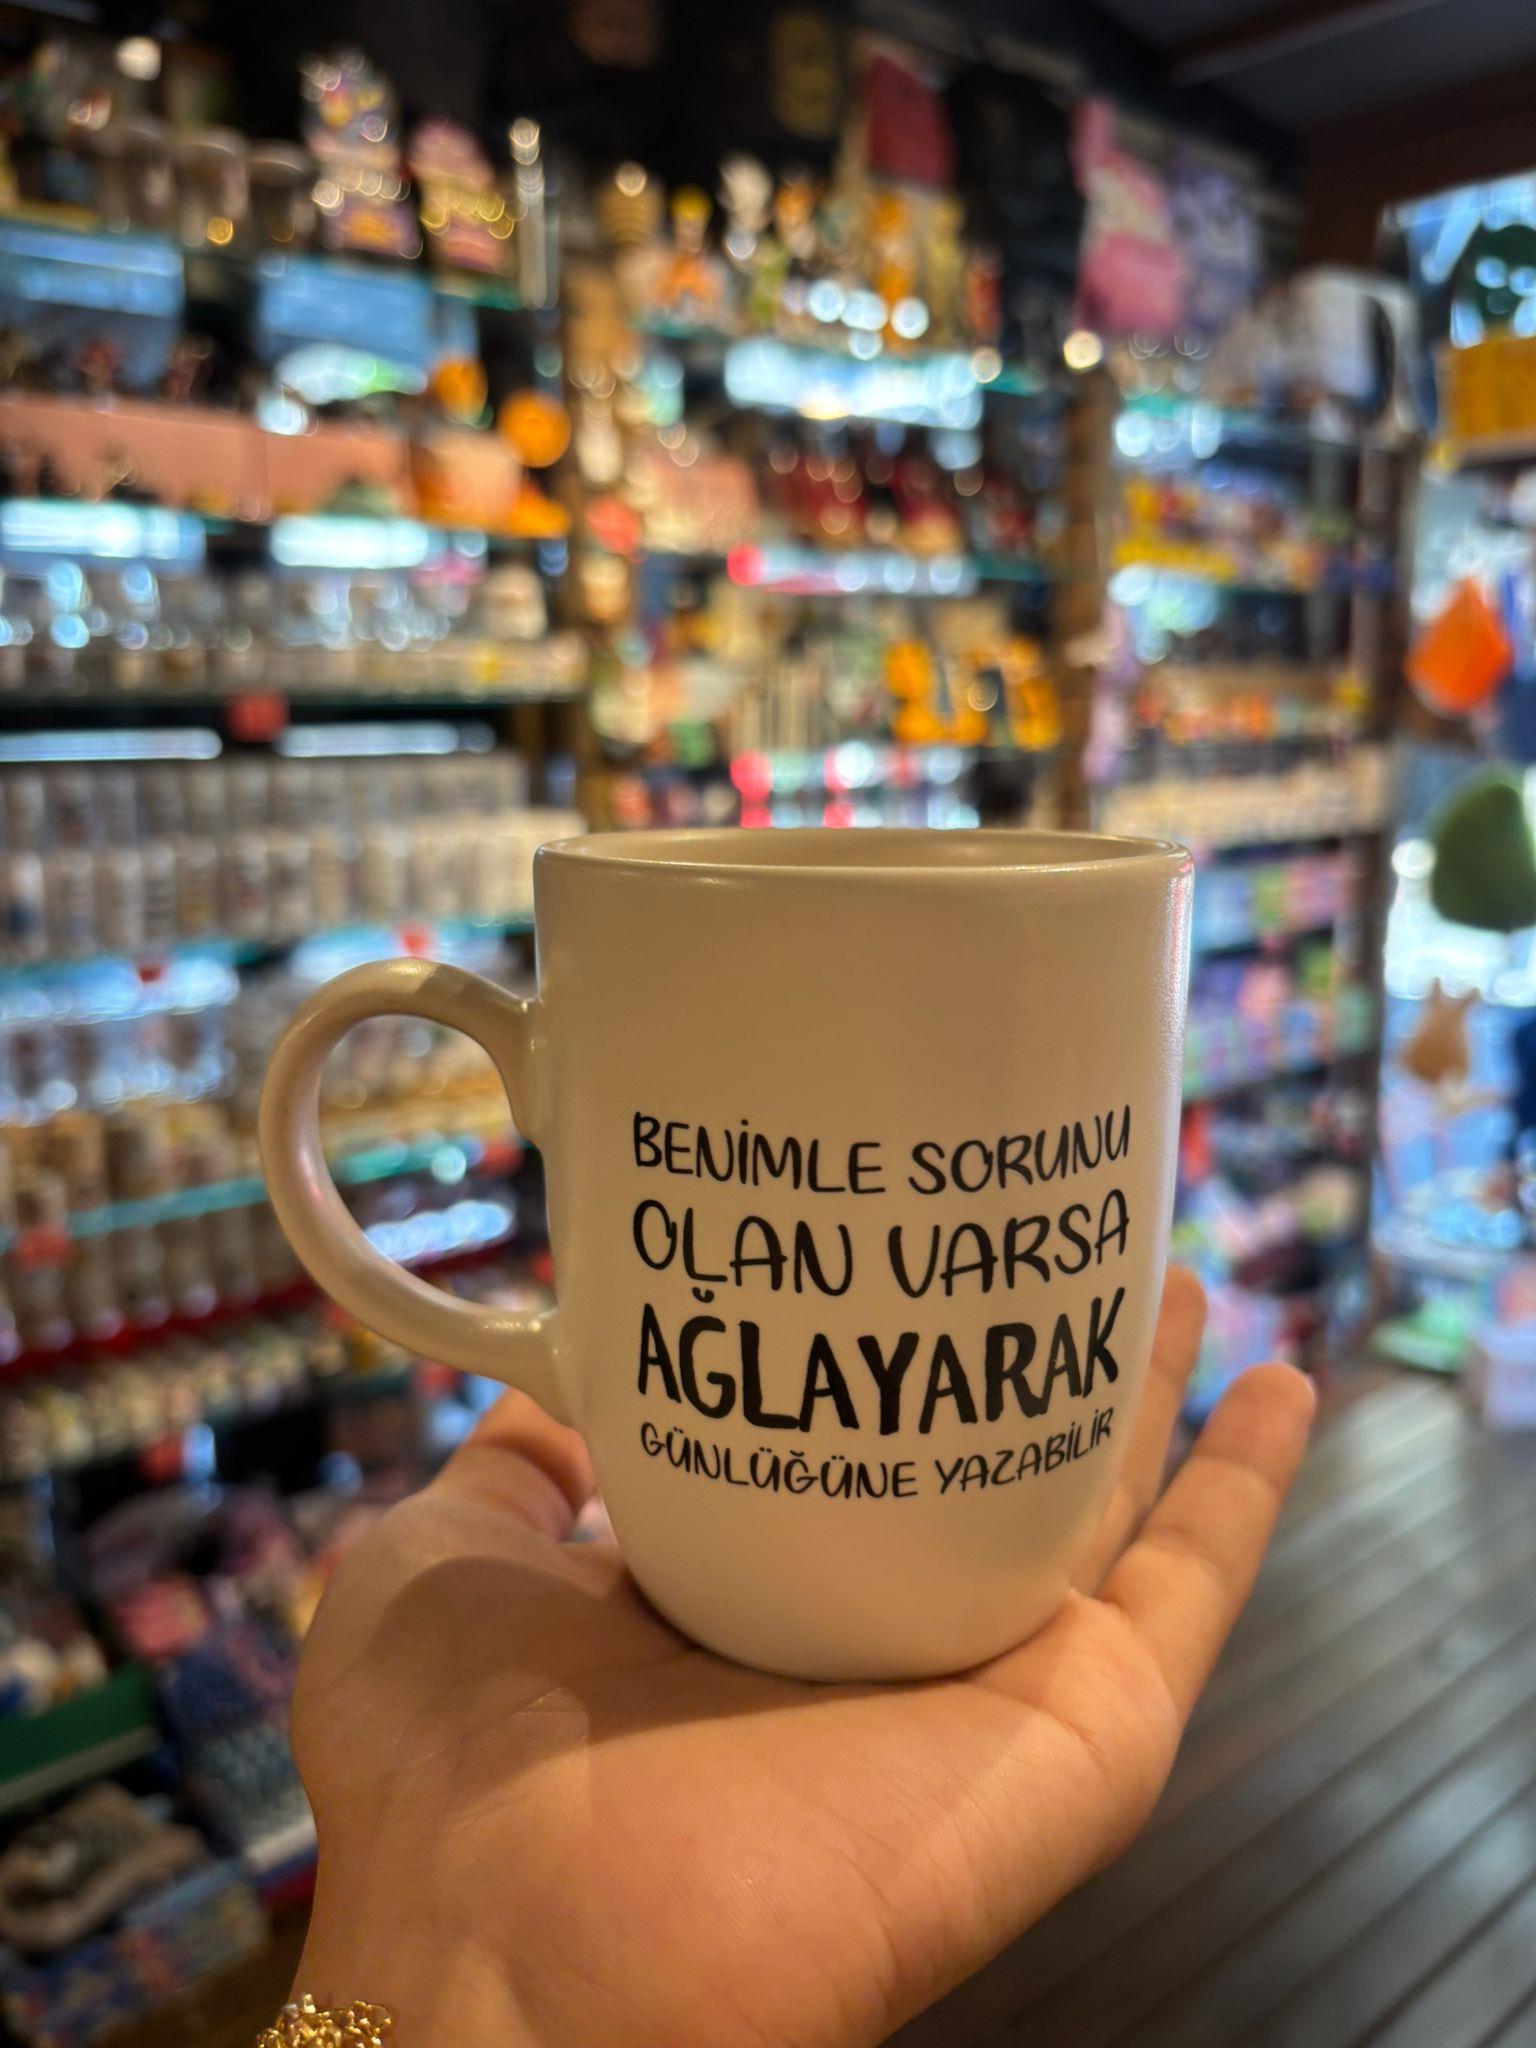 BENİMLE SORUNU
OLAN VARSA
AĞLAYARAK
GÜNLÜĞÜNE YAZABİLİR